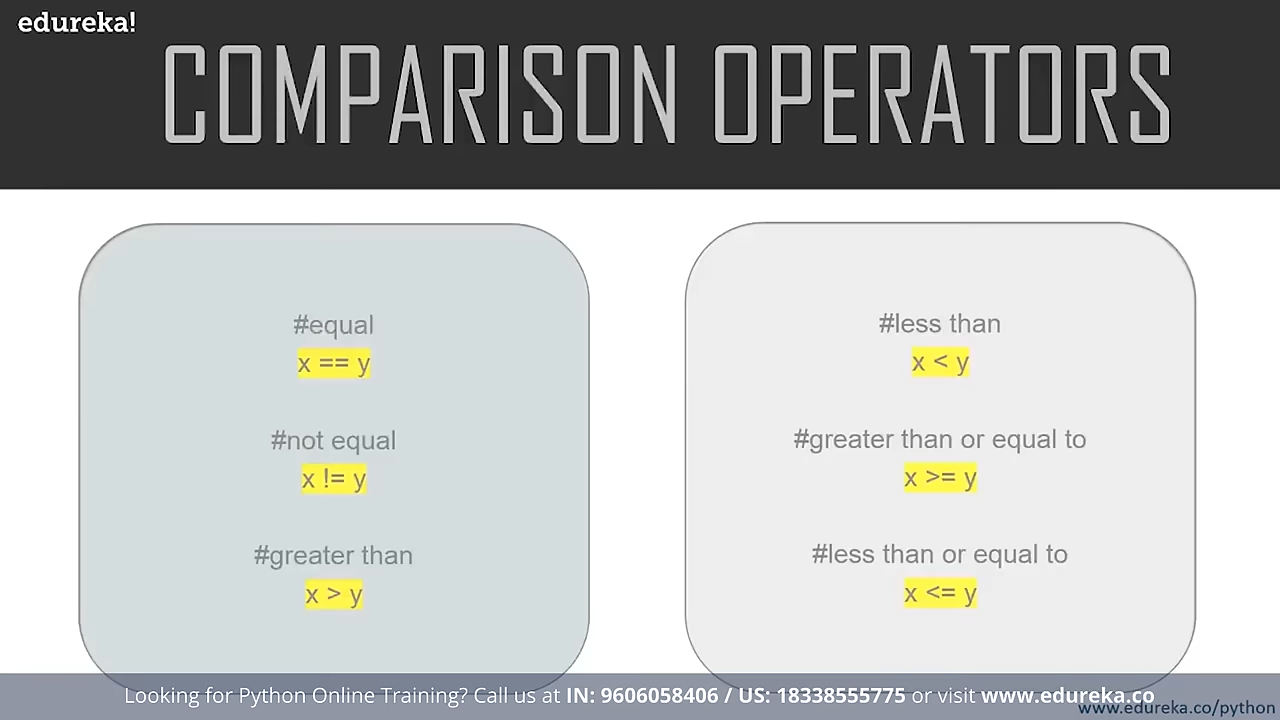 edureka!
COMPARISON OPERATORS
#equal
x == y
#not equal
x != y
#greater than
x > y
#less than
x < y
#greater than or equal to
x >= y
#less than or equal to
x <= y
Looking for Python Online Training? Call us at IN: 9606058406 / US: 18338555775 or visit www.edureka.co
www.edureka.co/python